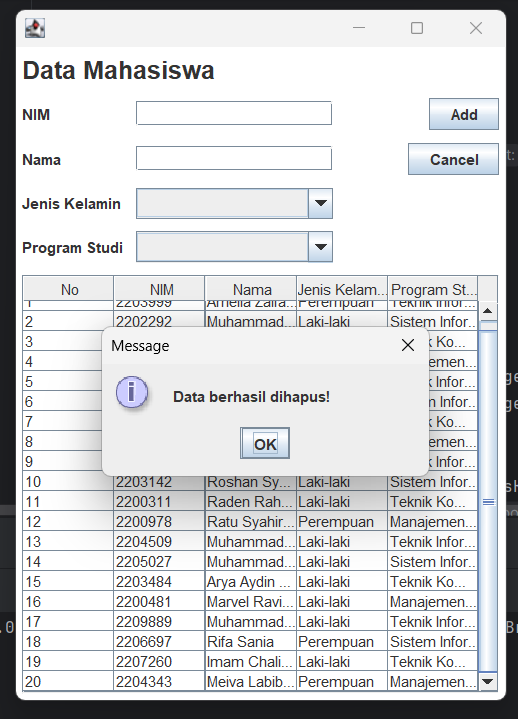 Data Mahasiswa
NIM Add
Nama Cancel
Jenis Kelamin
Program Studi
No NIM Nama Jenis Kelam... Program St...
1 2203999 Amelia Zalfa... Perempuan Teknik Infor...
2 2202292 Muhammad... Laki-laki Sistem Infor...
3 Ko...
4 emen...
5 Infor...
6 Infor...
7 Ko...
8 emen...
9 Infor...
Message
Data berhasil dihapus!
OK
10 2203142 Roshan Sy... Laki-laki Sistem Infor...
11 2200311 Raden Rah... Laki-laki Teknik Ko...
12 2200978 Ratu Syahir... Perempuan Manajemen...
13 2204509 Muhammad... Laki-laki Teknik Infor...
14 2205027 Muhammad... Laki-laki Sistem Infor...
15 2203484 Arya Aydin ... Laki-laki Teknik Ko...
16 2200481 Marvel Ravi... Laki-laki Manajemen...
17 2209889 Muhammad... Laki-laki Teknik Infor...
18 2206697 Rifa Sania Perempuan Sistem Infor...
19 2207260 Imam Chali... Laki-laki Teknik Ko...
20 2204343 Meiva Labib... Perempuan Manajemen...